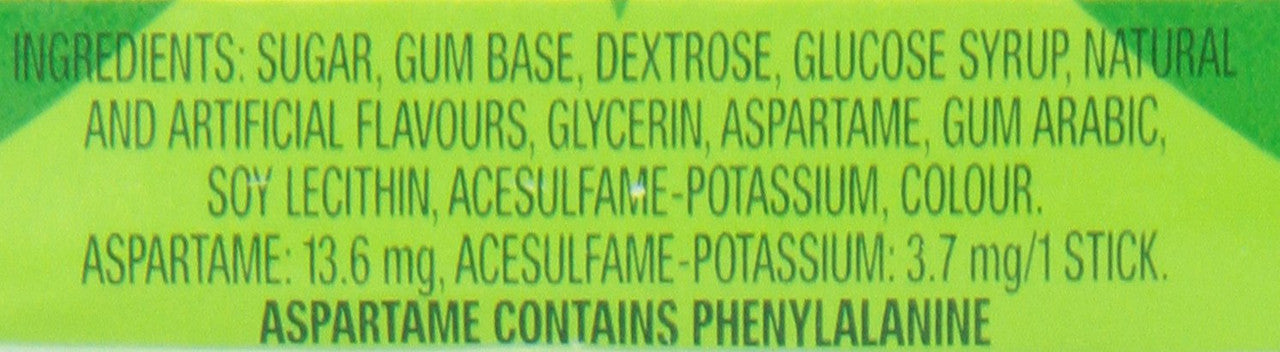 INGREDIENTS: SUGAR, GUM BASE, DEXTROSE, GLUCOSE SYRUP, NATURAL
AND ARTIFICIAL FLAVOURS, GLYCERIN, ASPARTAME, GUM ARABIC,
SOY LECITHIN, ACESULFAME-POTASSIUM, COLOUR.
ASPARTAME: 13.6 mg, ACESULFAME-POTASSIUM: 3.7 mg/1 STICK.
ASPARTAME CONTAINS PHENYLALANINE